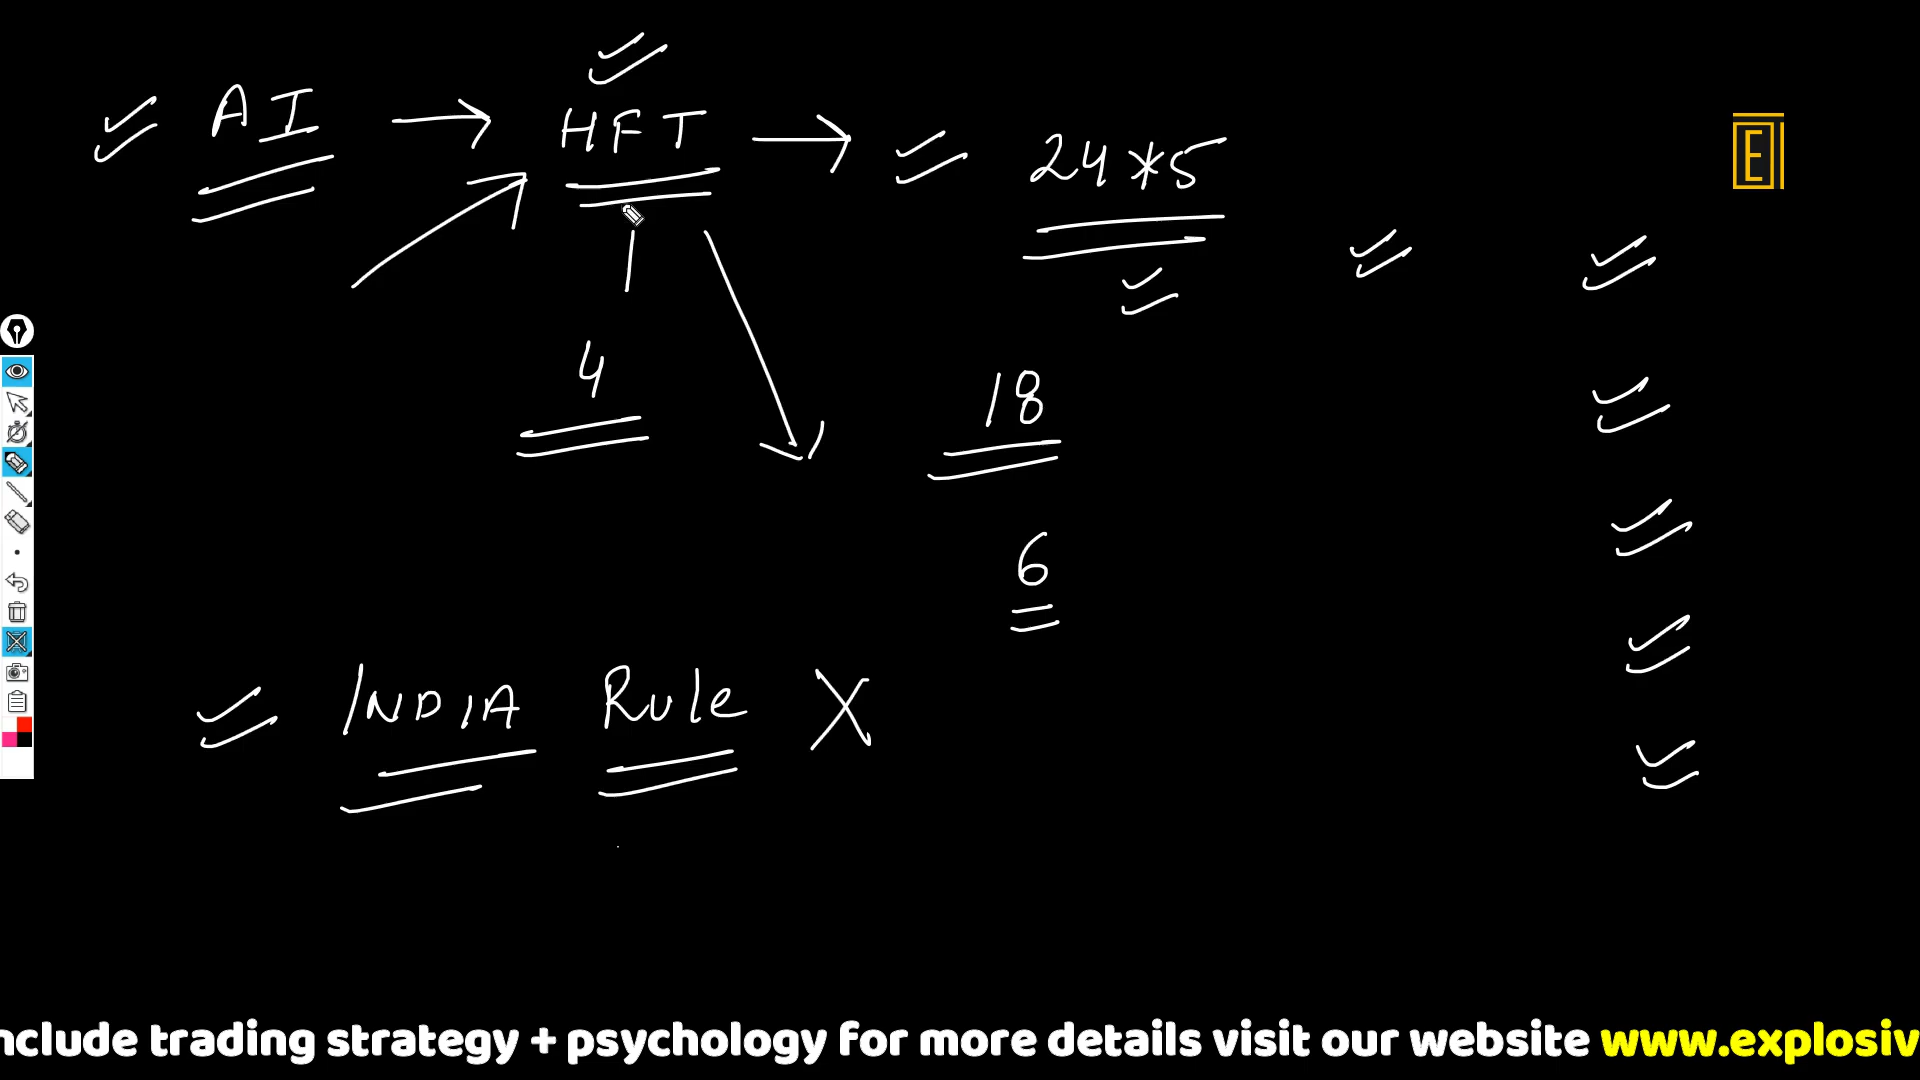 AI → HFT → 24*5
4
18
6
INDIA Rule X
E
nclude trading strategy + psychology for more details visit our website www.explosiv